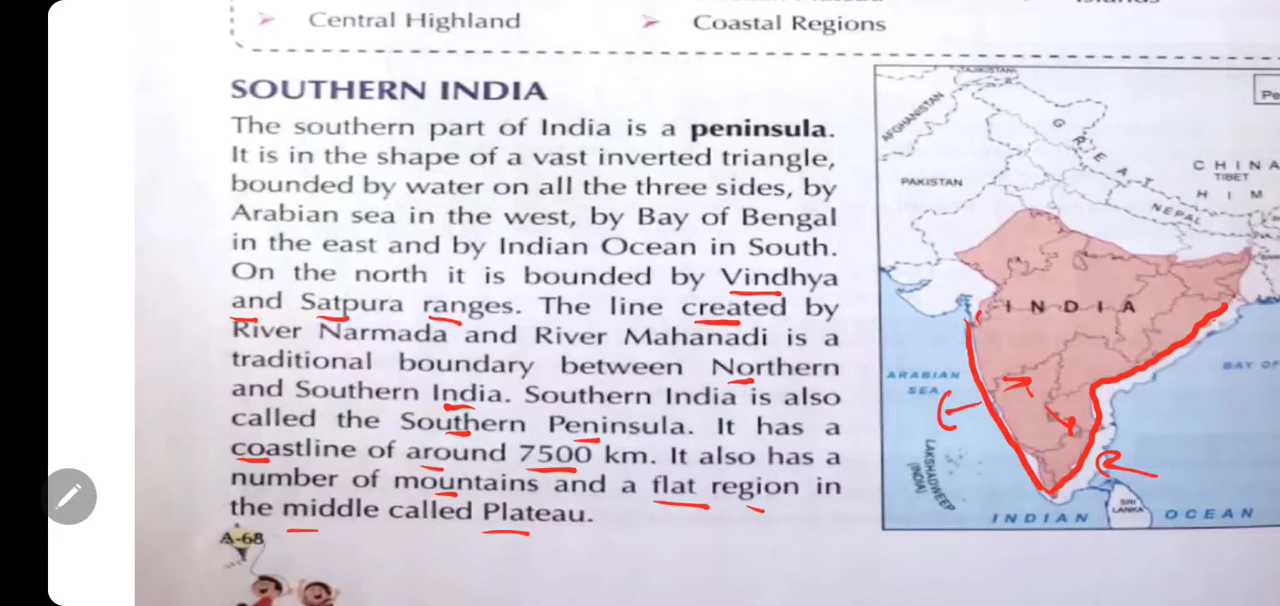 Central Highland
Coastal Regions
SOUTHERN INDIA
The southern part of India is a peninsula.
It is in the shape of a vast inverted triangle,
bounded by water on all the three sides, by
Arabian sea in the west, by Bay of Bengal
in the east and by Indian Ocean in South.
On the north it is bounded by Vindhya
and Satpura ranges. The line created by
River Narmada and River Mahanadi is a
traditional boundary between Northern
and Southern India. Southern India is also
called the Southern Peninsula. It has a
coastline of around 7500 km. It also has a
number of mountains and a flat region in
the middle called Plateau.
A-68
TAJIKISTAN
AFGHANISTAN
PAKISTAN
GREAT
HIM
CHINA
TIBET
NEPAL
INDIA
ARABIAN
SEA
BAY OF
LAKSHADWEEP
(INDIA)
SRI
LANKA
INDIAN OCEAN